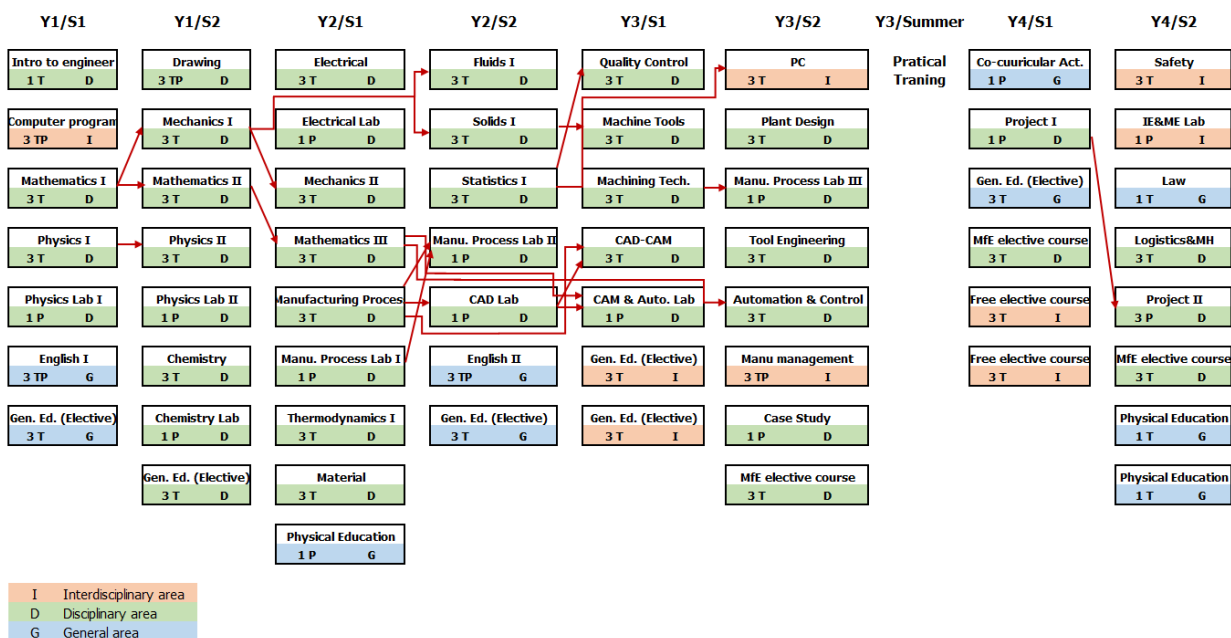 Y1/S1 Y1/S2 Y2/S1 Y2/S2 Y3/S1 Y3/S2 Y3/Summer Y4/S1 Y4/S2
Intro to engineer Drawing Electrical Fluids I Quality Control PC Pratical Co-cuuricular Act. Safety
1 T D 3 TP D 3 T D 3 T D 3 T D 3 T I Traning 1 P G 3 T I
Computer program Mechanics I Electrical Lab Solids I Machine Tools Plant Design Project I IE&ME Lab
3 TP I 3 T D 1 P D 3 T D 3 T D 3 T D 1 P D 1 P I
Mathematics I Mathematics II Mechanics II Statistics I Machining Tech. Manu. Process Lab III Gen. Ed. (Elective) Law
3 T D 3 T D 3 T D 3 T D 3 T D 1 P D 3 T G 1 T G
Physics I Physics II Mathematics III Manu. Process Lab II CAD-CAM Tool Engineering MfE elective course Logistics&MH
3 T D 3 T D 3 T D 1 P D 3 T D 3 T D 3 T D 3 T D
Physics Lab I Physics Lab II Manufacturing Process CAD Lab CAM & Auto. Lab Automation & Control Free elective course Project II
1 P D 1 P D 3 T D 1 P D 1 P D 3 T D 3 T I 3 P D
English I Chemistry Manu. Process Lab I English II Gen. Ed. (Elective) Manu management Free elective course MfE elective course
3 TP G 3 T D 1 P D 3 TP G 3 T I 3 TP I 3 T I 3 T D
Gen. Ed. (Elective) Chemistry Lab Thermodynamics I Gen. Ed. (Elective) Gen. Ed. (Elective) Case Study Physical Education
3 T G 1 P D 3 T D 3 T G 3 T I 1 P D 1 T G
Gen. Ed. (Elective) Material MfE elective course Physical Education
3 T D 3 T D 3 T D 1 T G
Physical Education
1 P G
I Interdisciplinary area
D Disciplinary area
G General area